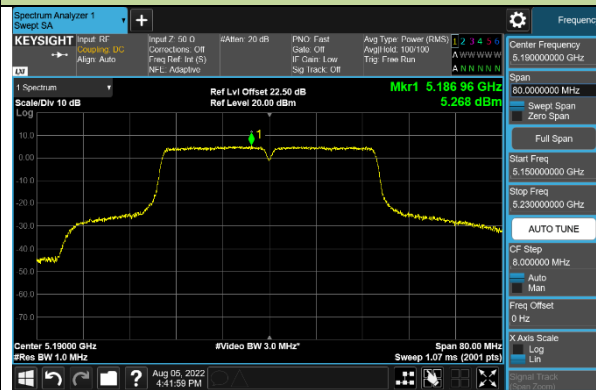 Spectrum Analyzer 1
Swept SA
+
Frequency
KEYSIGHT
Input: RF
Coupling: DC
Align: Auto
Input Z: 50 Ω
Corrections: Off
Freq Ref: Int (S)
NFE: Adaptive
#Atten: 20 dB
PNO: Fast
Gate: Off
IF Gain: Low
Sig Track: Off
Avg Type: Power (RMS)
Avg|Hold: 100/100
Trig: Free Run
1 2 3 4 5 6
A W W W W W
A N N N N N
LXI
1 Spectrum
Scale/Div 10 dB
Log
Ref Lvl Offset 22.50 dB
Ref Level 20.00 dBm
Mkr1 5.186 96 GHz
5.268 dBm
1
10.0
0.00
-10.0
-20.0
-30.0
-40.0
-50.0
-60.0
-70.0
Center 5.19000 GHz
#Res BW 1.0 MHz
#Video BW 3.0 MHz*
Span 80.00 MHz
Sweep 1.07 ms (2001 pts)
Aug 05, 2022
4:41:59 PM
?
Center Frequency
5.190000000 GHz
Span
80.0000000 MHz
Swept Span
Zero Span
Full Span
Start Freq
5.150000000 GHz
Stop Freq
5.230000000 GHz
AUTO TUNE
CF Step
8.000000 MHz
Auto
Man
Freq Offset
0 Hz
X Axis Scale
Log
Lin
Signal Track
(Span Zoom)